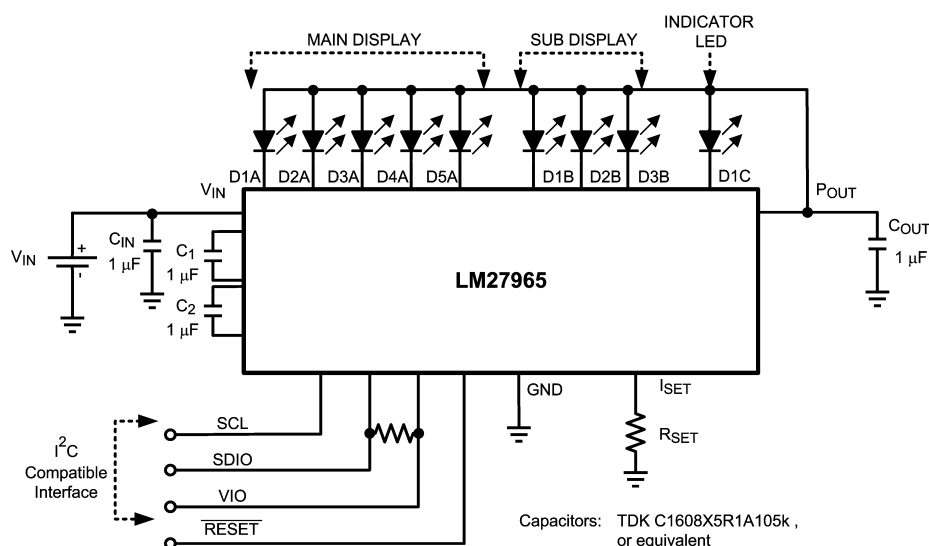 MAIN DISPLAY
SUB DISPLAY
INDICATOR
LED
D1A
D2A
D3A
D4A
D5A
D1B
D2B
D3B
D1C
VIN
POUT
VIN
+
-
CIN
1 μF
C1
1 μF
C2
1 μF
LM27965
COUT
1 μF
GND
ISET
RSET
I2C
Compatible
Interface
SCL
SDIO
VIO
RESET
Capacitors: TDK C1608X5R1A105k ,
or equivalent